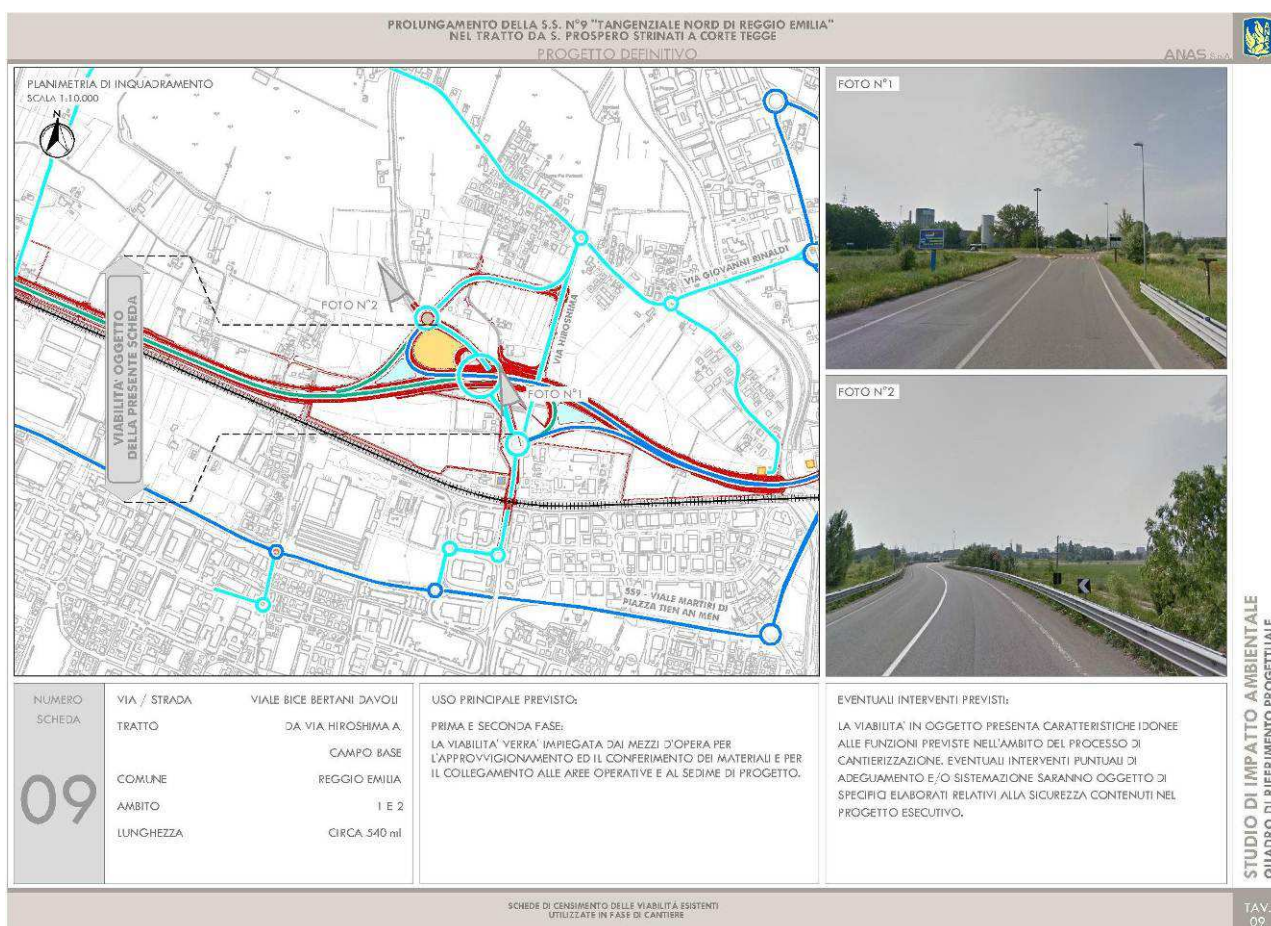 PROLUNGAMENTO DELLA S.S. N°9 "TANGENZIALE NORD DI REGGIO EMILIA"
NEL TRATTO DA S. PROSPERO STRINATI A CORTE TEGGE
PROGETTO DEFINITIVO
ANAS S.p.A.
PLANIMETRIA DI INQUADRAMENTO
SCALA 1:10.000
N
VIABILITA' OGGETTO
DELLA PRESENTE SCHEDA
FOTO N°2
FOTO N°1
VIA HIROSHIMA
VIA GIOVANNI RINALDI
SS9 - VIALE MARTIRI DI
PIAZZA TIEN AN MEN
FOTO N°1
FOTO N°2
NUMERO
SCHEDA
09
VIA / STRADA VIALE BICE BERTANI DAVOLI
TRATTO DA VIA HIROSHIMA A
CAMPO BASE
COMUNE REGGIO EMILIA
AMBITO 1 E 2
LUNGHEZZA CIRCA 540 ml
USO PRINCIPALE PREVISTO:
PRIMA E SECONDA FASE:
LA VIABILITA' VERRA' IMPIEGATA DAI MEZZI D'OPERA PER
L'APPROVVIGIONAMENTO ED IL CONFERIMENTO DEI MATERIALI E PER
IL COLLEGAMENTO ALLE AREE OPERATIVE E AL SEDIME DI PROGETTO.
EVENTUALI INTERVENTI PREVISTI:
LA VIABILITA' IN OGGETTO PRESENTA CARATTERISTICHE IDONEE
ALLE FUNZIONI PREVISTE NELL'AMBITO DEL PROCESSO DI
CANTIERIZZAZIONE. EVENTUALI INTERVENTI PUNTUALI DI
ADEGUAMENTO E/O SISTEMAZIONE SARANNO OGGETTO DI
SPECIFICI ELABORATI RELATIVI ALLA SICUREZZA CONTENUTI NEL
PROGETTO ESECUTIVO.
STUDIO DI IMPATTO AMBIENTALE
QUADRO DI RIFERIMENTO PROGETTUALE
SCHEDE DI CENSIMENTO DELLE VIABILITÀ ESISTENTI
UTILIZZATE IN FASE DI CANTIERE
TAV.
09